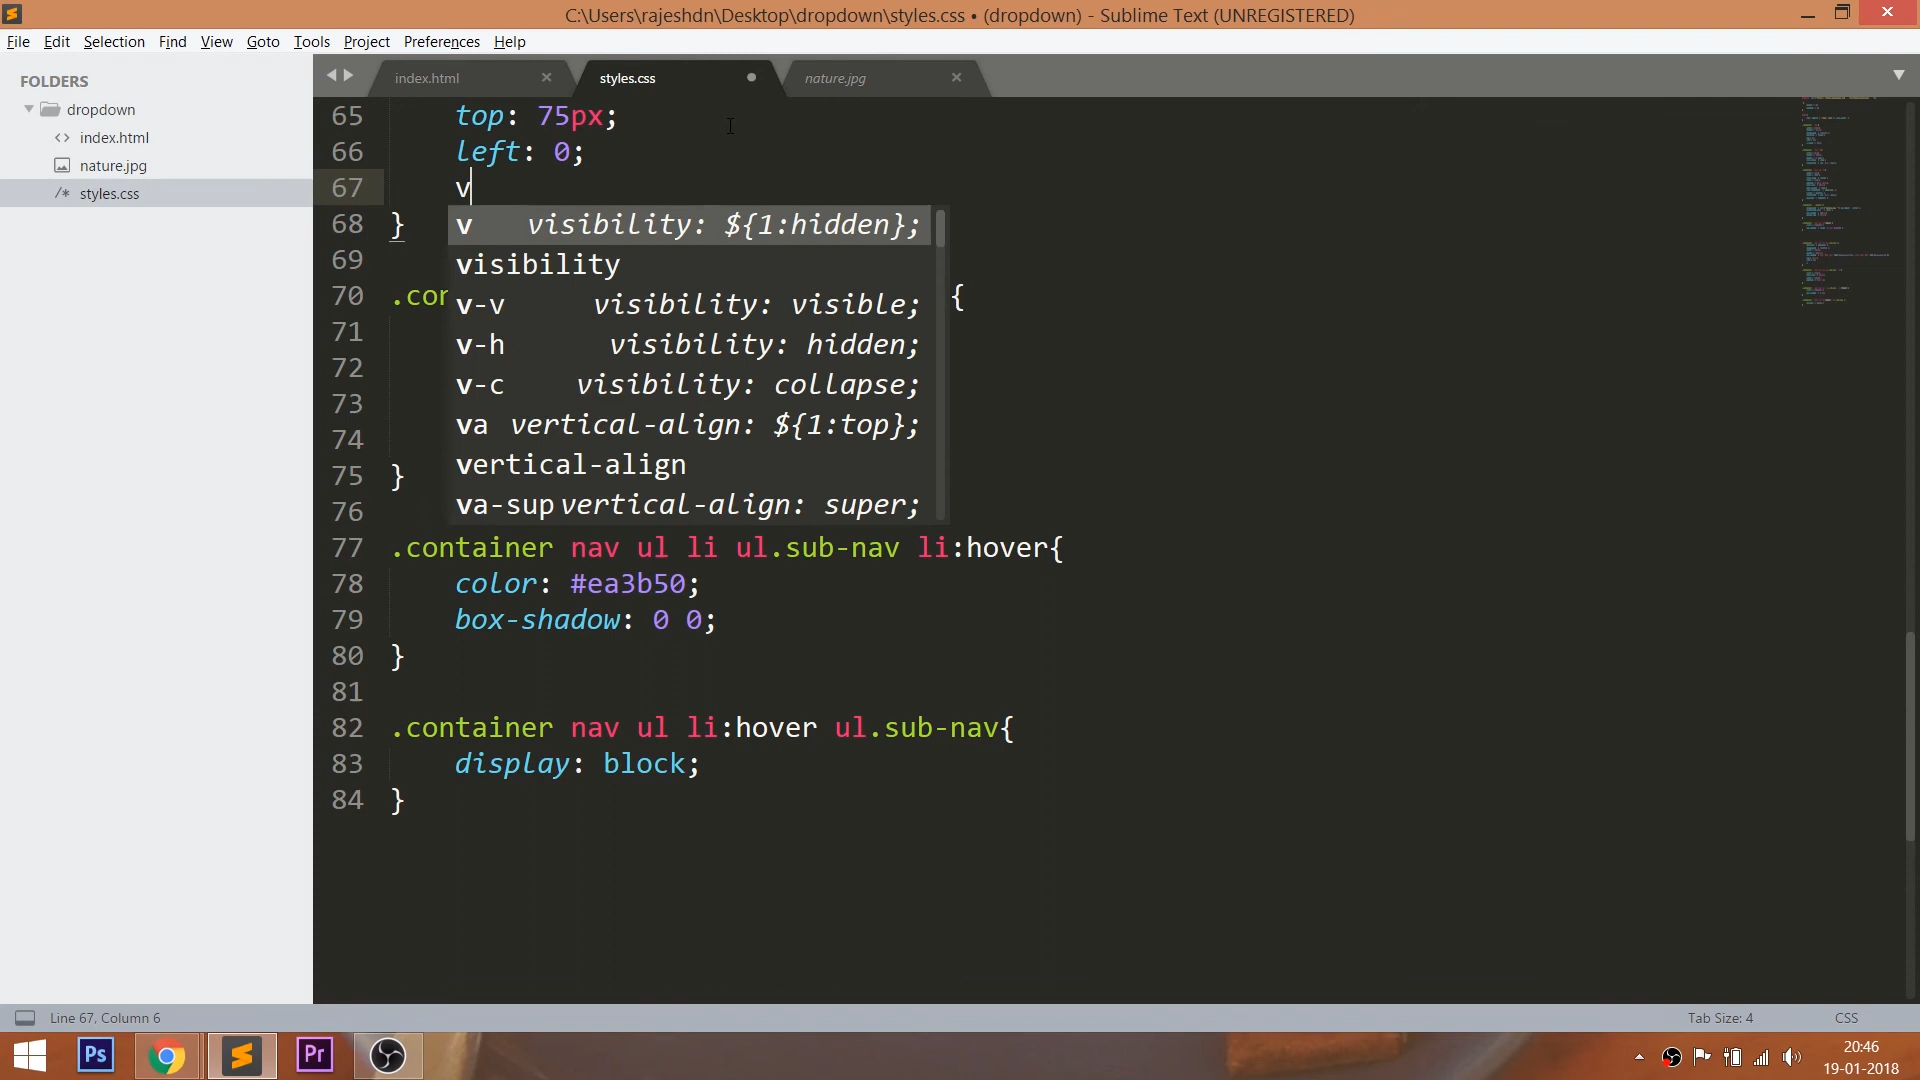 C:\Users\rajeshdn\Desktop\dropdown\styles.css • (dropdown) - Sublime Text (UNREGISTERED)
File Edit Selection Find View Goto Tools Project Preferences Help
FOLDERS
dropdown
index.html
nature.jpg
styles.css
index.html styles.css nature.jpg
65 top: 75px;
66 left: 0;
67 v
68 }
v visibility: ${1:hidden};
69
visibility
70 .con {
v-v visibility: visible;
71
v-h visibility: hidden;
72
v-c visibility: collapse;
73
va vertical-align: ${1:top};
74
vertical-align
75 }
va-sup vertical-align: super;
76
77 .container nav ul li ul.sub-nav li:hover{
78 color: #ea3b50;
79 box-shadow: 0 0;
80 }
81
82 .container nav ul li:hover ul.sub-nav{
83 display: block;
84 }
Line 67, Column 6
Tab Size: 4
CSS
Ps
Pr
20:46
19-01-2018